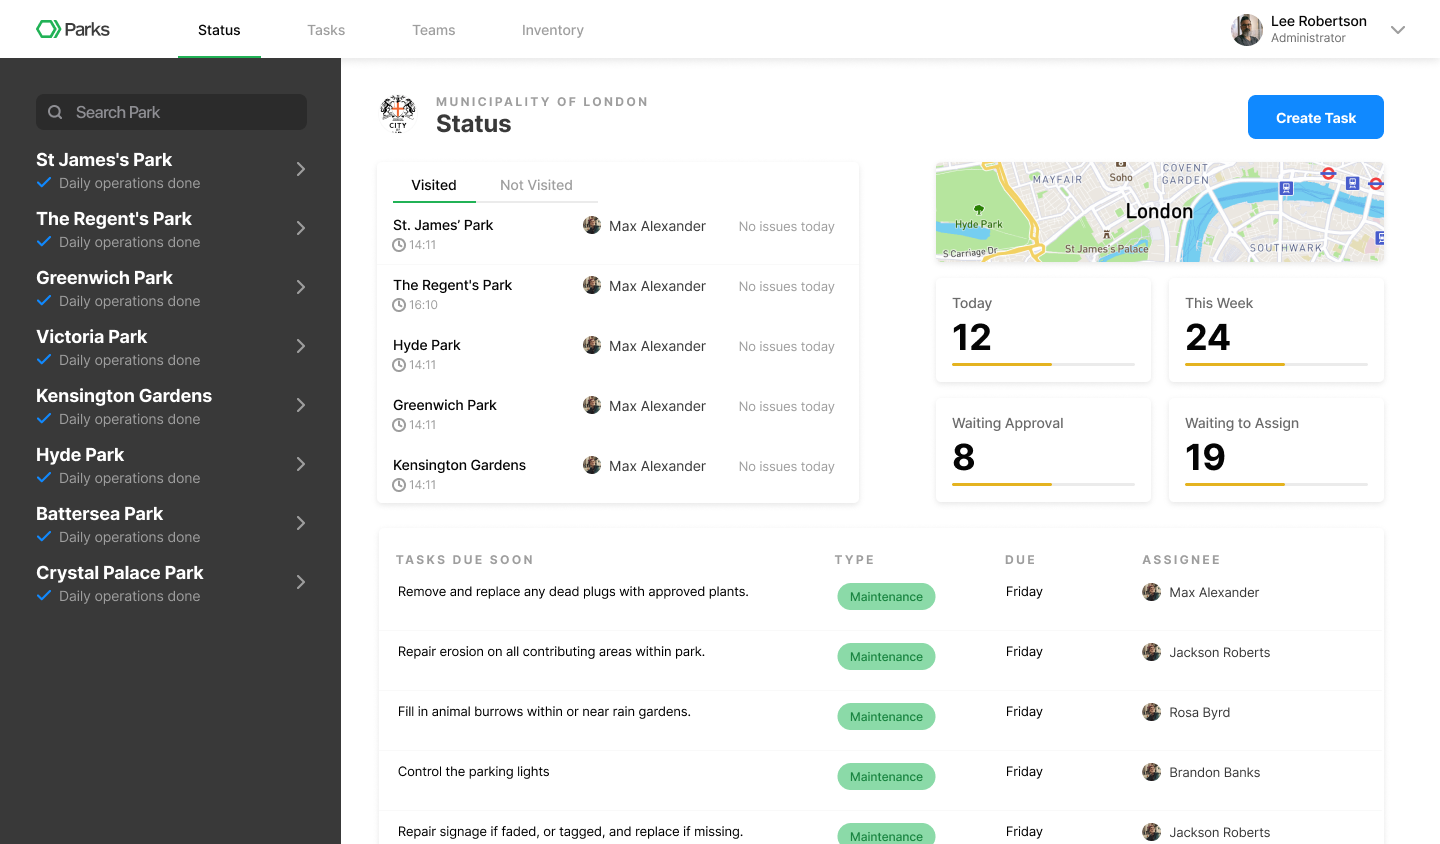 Parks
Status
Tasks
Teams
Inventory
Lee Robertson
Administrator
Search Park
St James's Park
Daily operations done
The Regent's Park
Daily operations done
Greenwich Park
Daily operations done
Victoria Park
Daily operations done
Kensington Gardens
Daily operations done
Hyde Park
Daily operations done
Battersea Park
Daily operations done
Crystal Palace Park
Daily operations done
CITY
MUNICIPALITY OF LONDON
Status
Create Task
Visited
Not Visited
St. James’ Park
14:11
Max Alexander
No issues today
The Regent's Park
16:10
Max Alexander
No issues today
Hyde Park
14:11
Max Alexander
No issues today
Greenwich Park
14:11
Max Alexander
No issues today
Kensington Gardens
14:11
Max Alexander
No issues today
MAYFAIR
Soho
COVENT
GARDEN
London
Hyde Park
St James's Palace
S Carriage Dr
SOUTHWARK
Today
12
This Week
24
Waiting Approval
8
Waiting to Assign
19
TASKS DUE SOON
TYPE
DUE
ASSIGNEE
Remove and replace any dead plugs with approved plants.
Maintenance
Friday
Max Alexander
Repair erosion on all contributing areas within park.
Maintenance
Friday
Jackson Roberts
Fill in animal burrows within or near rain gardens.
Maintenance
Friday
Rosa Byrd
Control the parking lights
Maintenance
Friday
Brandon Banks
Repair signage if faded, or tagged, and replace if missing.
Maintenance
Friday
Jackson Roberts